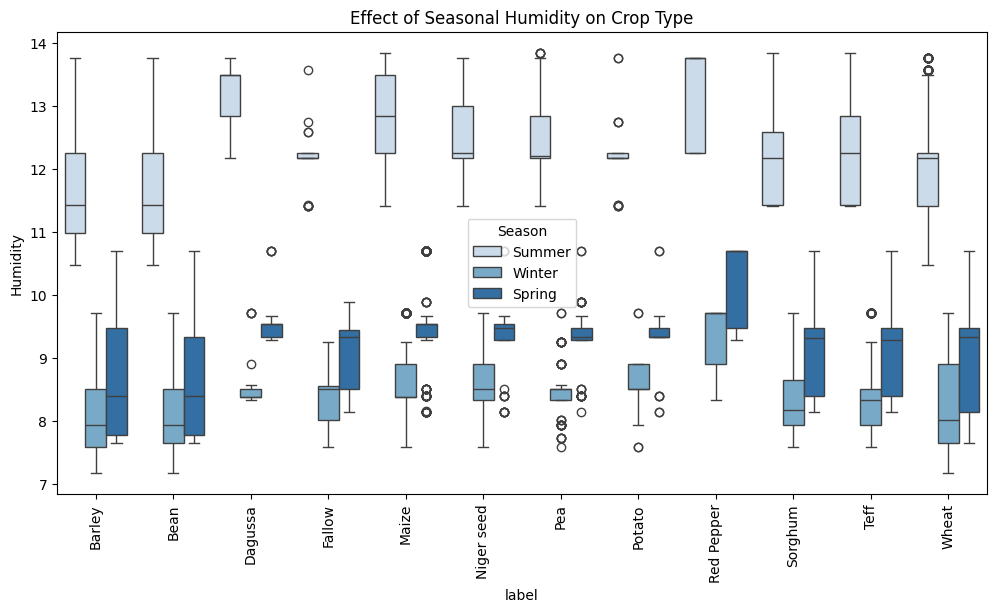 Effect of Seasonal Humidity on Crop Type
Humidity
14
13
12
11
10
9
8
7
Season
Summer
Winter
Spring
Barley
Bean
Dagussa
Fallow
Maize
Niger seed
Pea
Potato
Red Pepper
Sorghum
Teff
Wheat
label